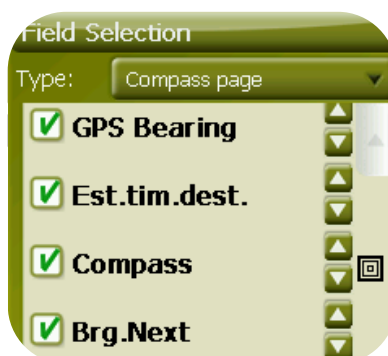 Field Selection
Type: Compass page
GPS Bearing
Est.tim.dest.
Compass
Brg.Next